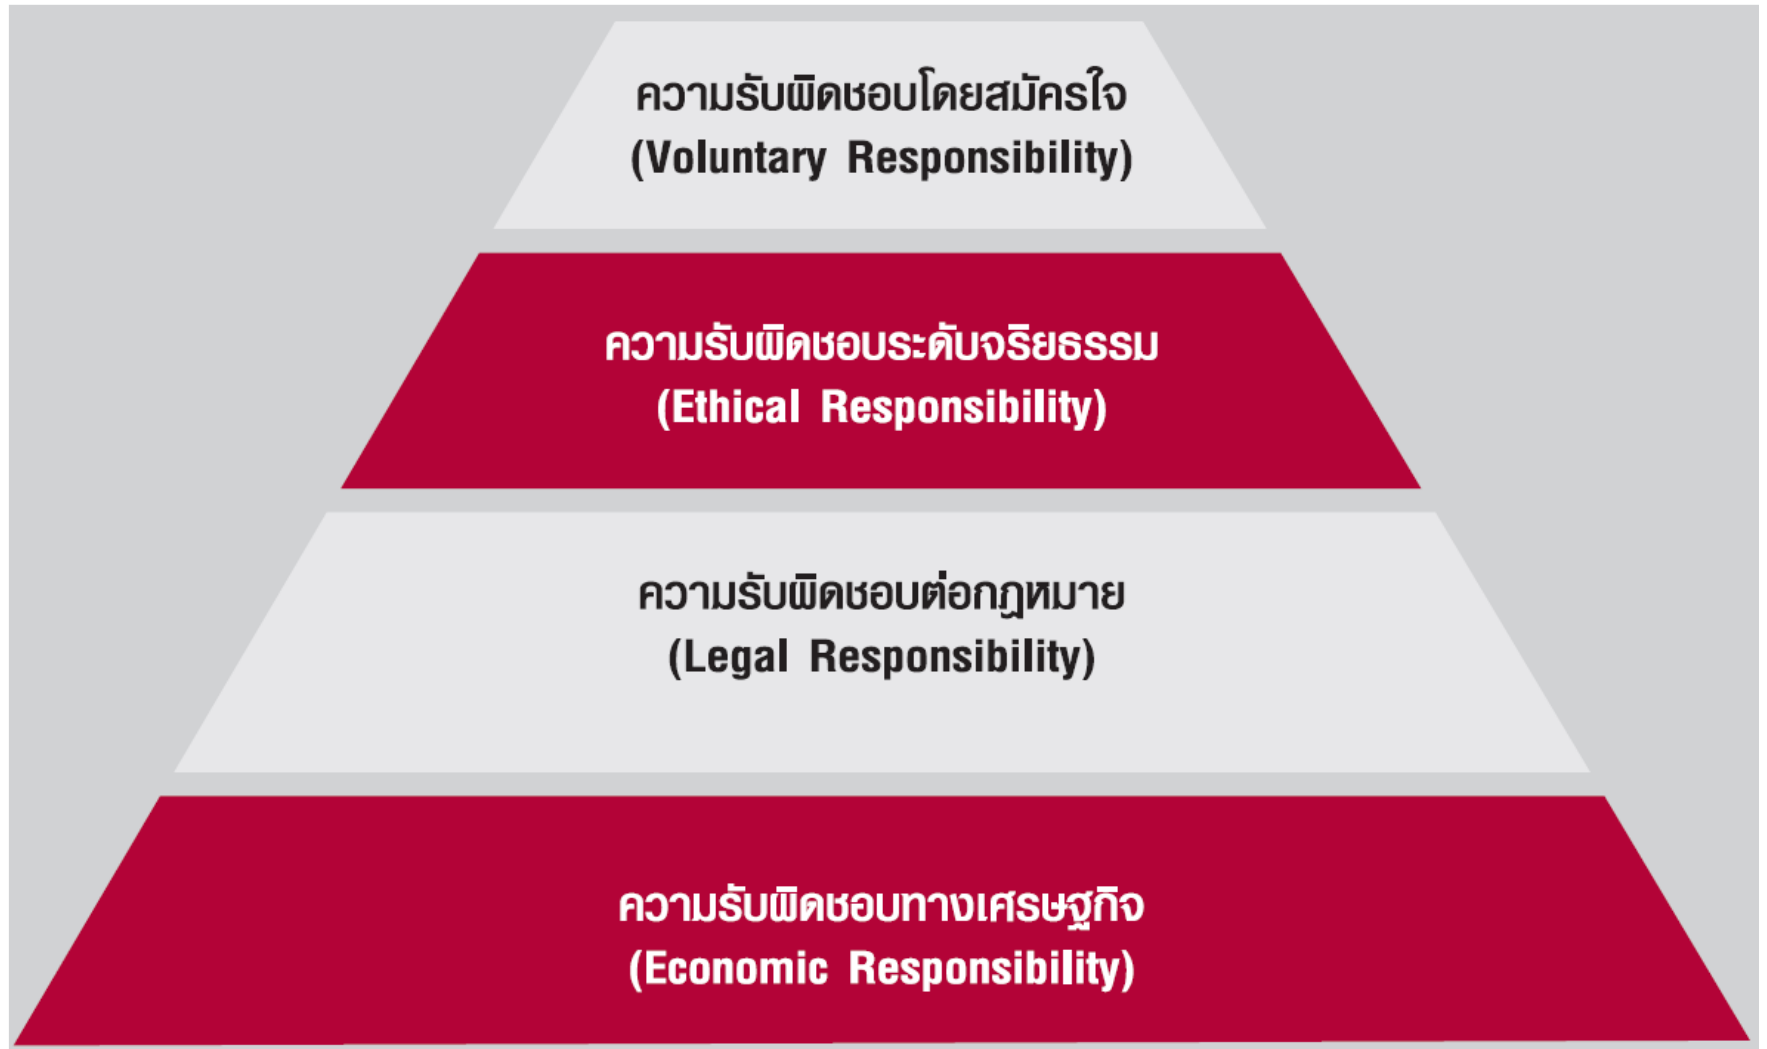 ความรับผิดชอบโดยสมัครใจ
(Voluntary Responsibility)
ความรับผิดชอบระดับจริยธรรม
(Ethical Responsibility)
ความรับผิดชอบต่อกฎหมาย
(Legal Responsibility)
ความรับผิดชอบทางเศรษฐกิจ
(Economic Responsibility)